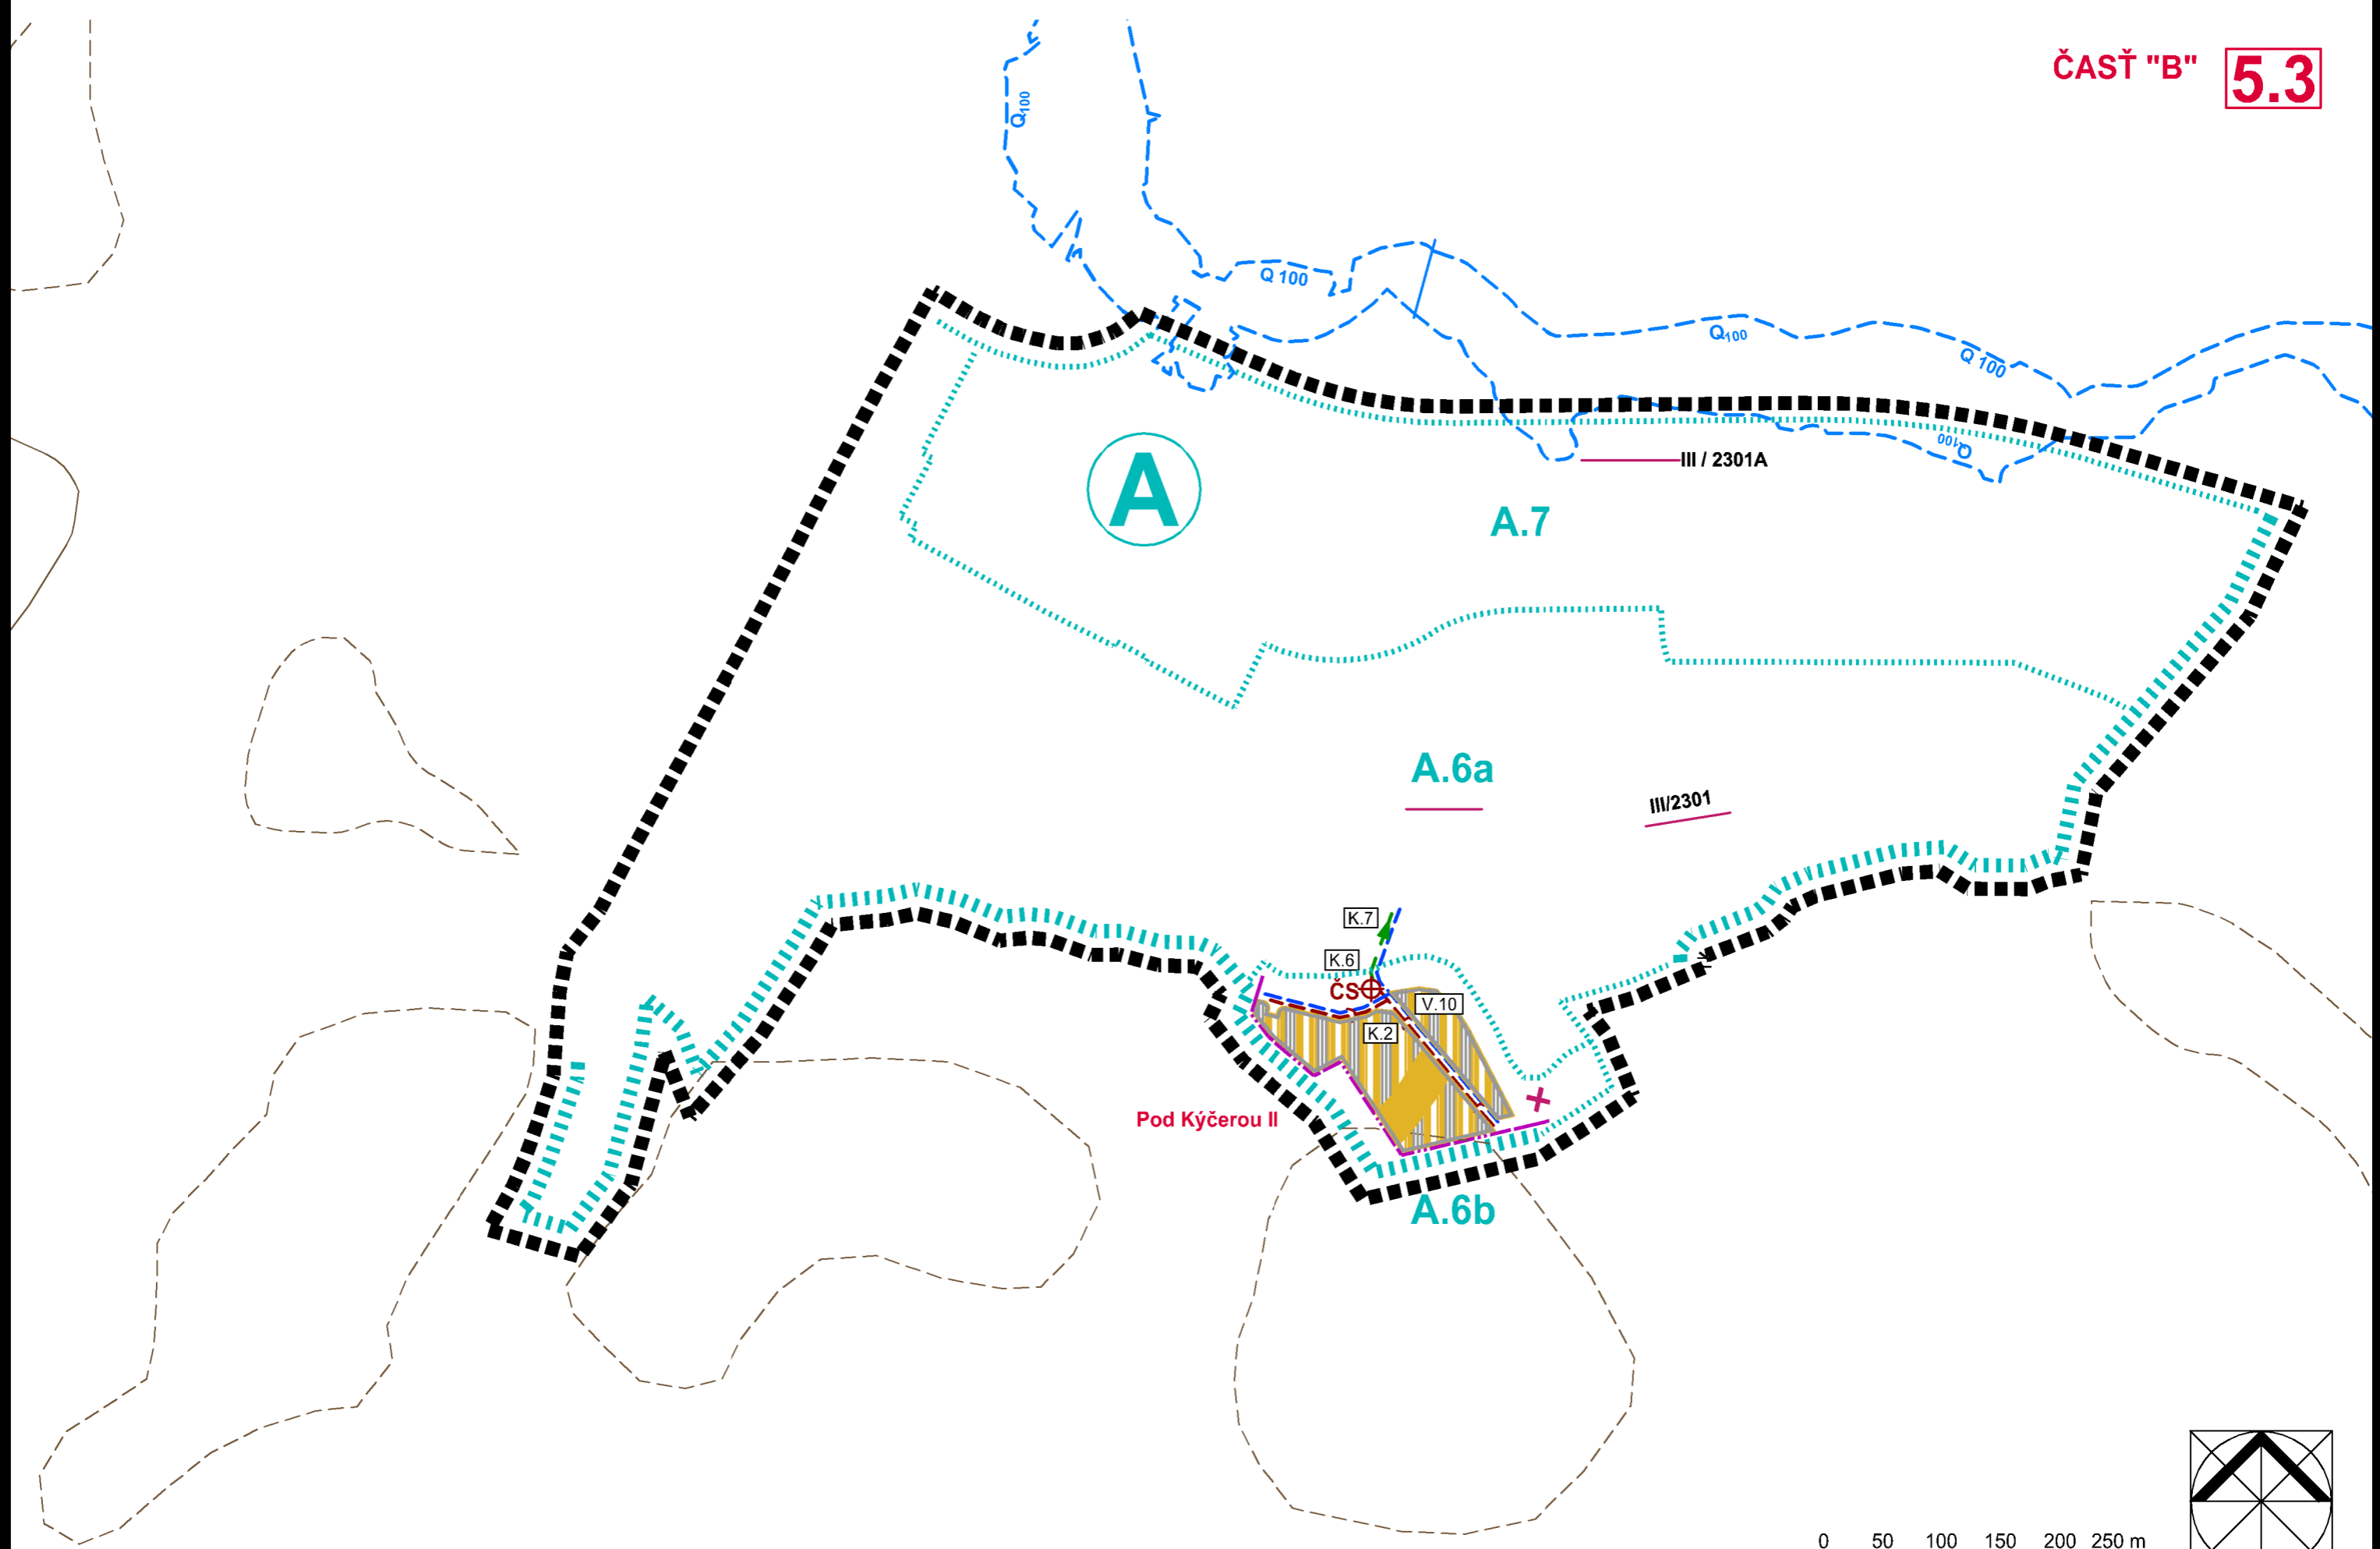 ČASŤ "B" 5.3
Q100
Q 100
Q100
Q 100
Q100
III / 2301A
A
A.7
A.6a
III/2301
K.7
K.6
ČS
V.10
K.2
Pod Kýčerou II
A.6b
0 50 100 150 200 250 m